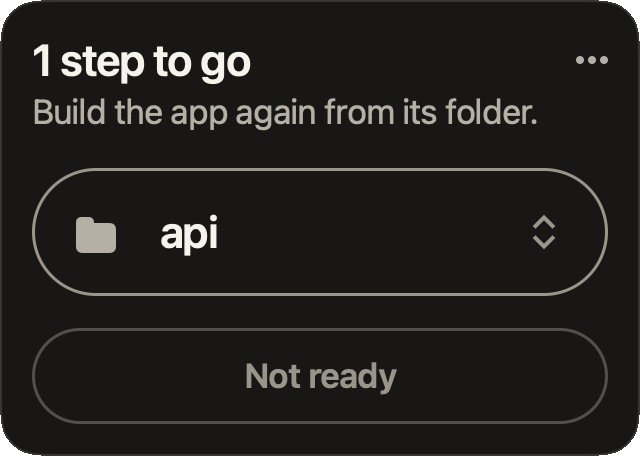 1 step to go
Build the app again from its folder.
api
Not ready